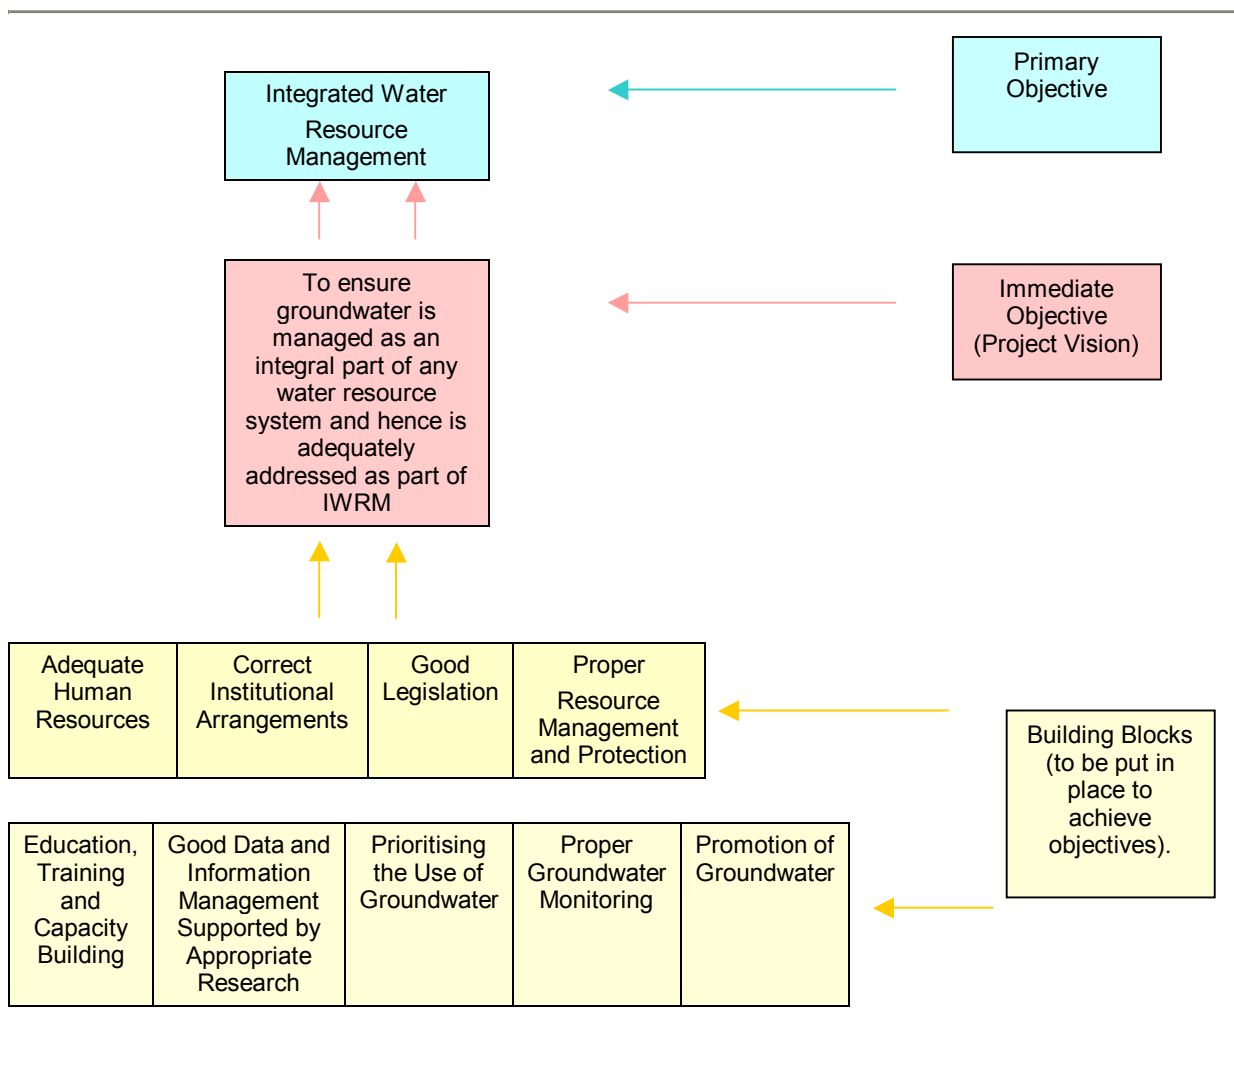 Integrated Water
Resource
Management
Primary
Objective
To ensure
groundwater is
managed as an
integral part of any
water resource
system and hence is
adequately
addressed as part of
IWRM
Immediate
Objective
(Project Vision)
Adequate
Human
Resources
Correct
Institutional
Arrangements
Good
Legislation
Proper
Resource
Management
and Protection
Building Blocks
(to be put in
place to
achieve
objectives).
Education,
Training
and
Capacity
Building
Good Data and
Information
Management
Supported by
Appropriate
Research
Prioritising
the Use of
Groundwater
Proper
Groundwater
Monitoring
Promotion of
Groundwater